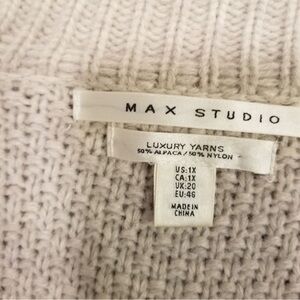 MAX STUDIO
LUXURY YARNS
50% ALPACA / 50% NYLON
US: 1X
CA: 1X
UK: 20
EU: 46
MADE IN
CHINA